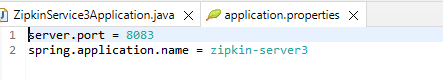 ZipkinService3Application.java application.properties
1 server.port = 8083
2 spring.application.name = zipkin-server3